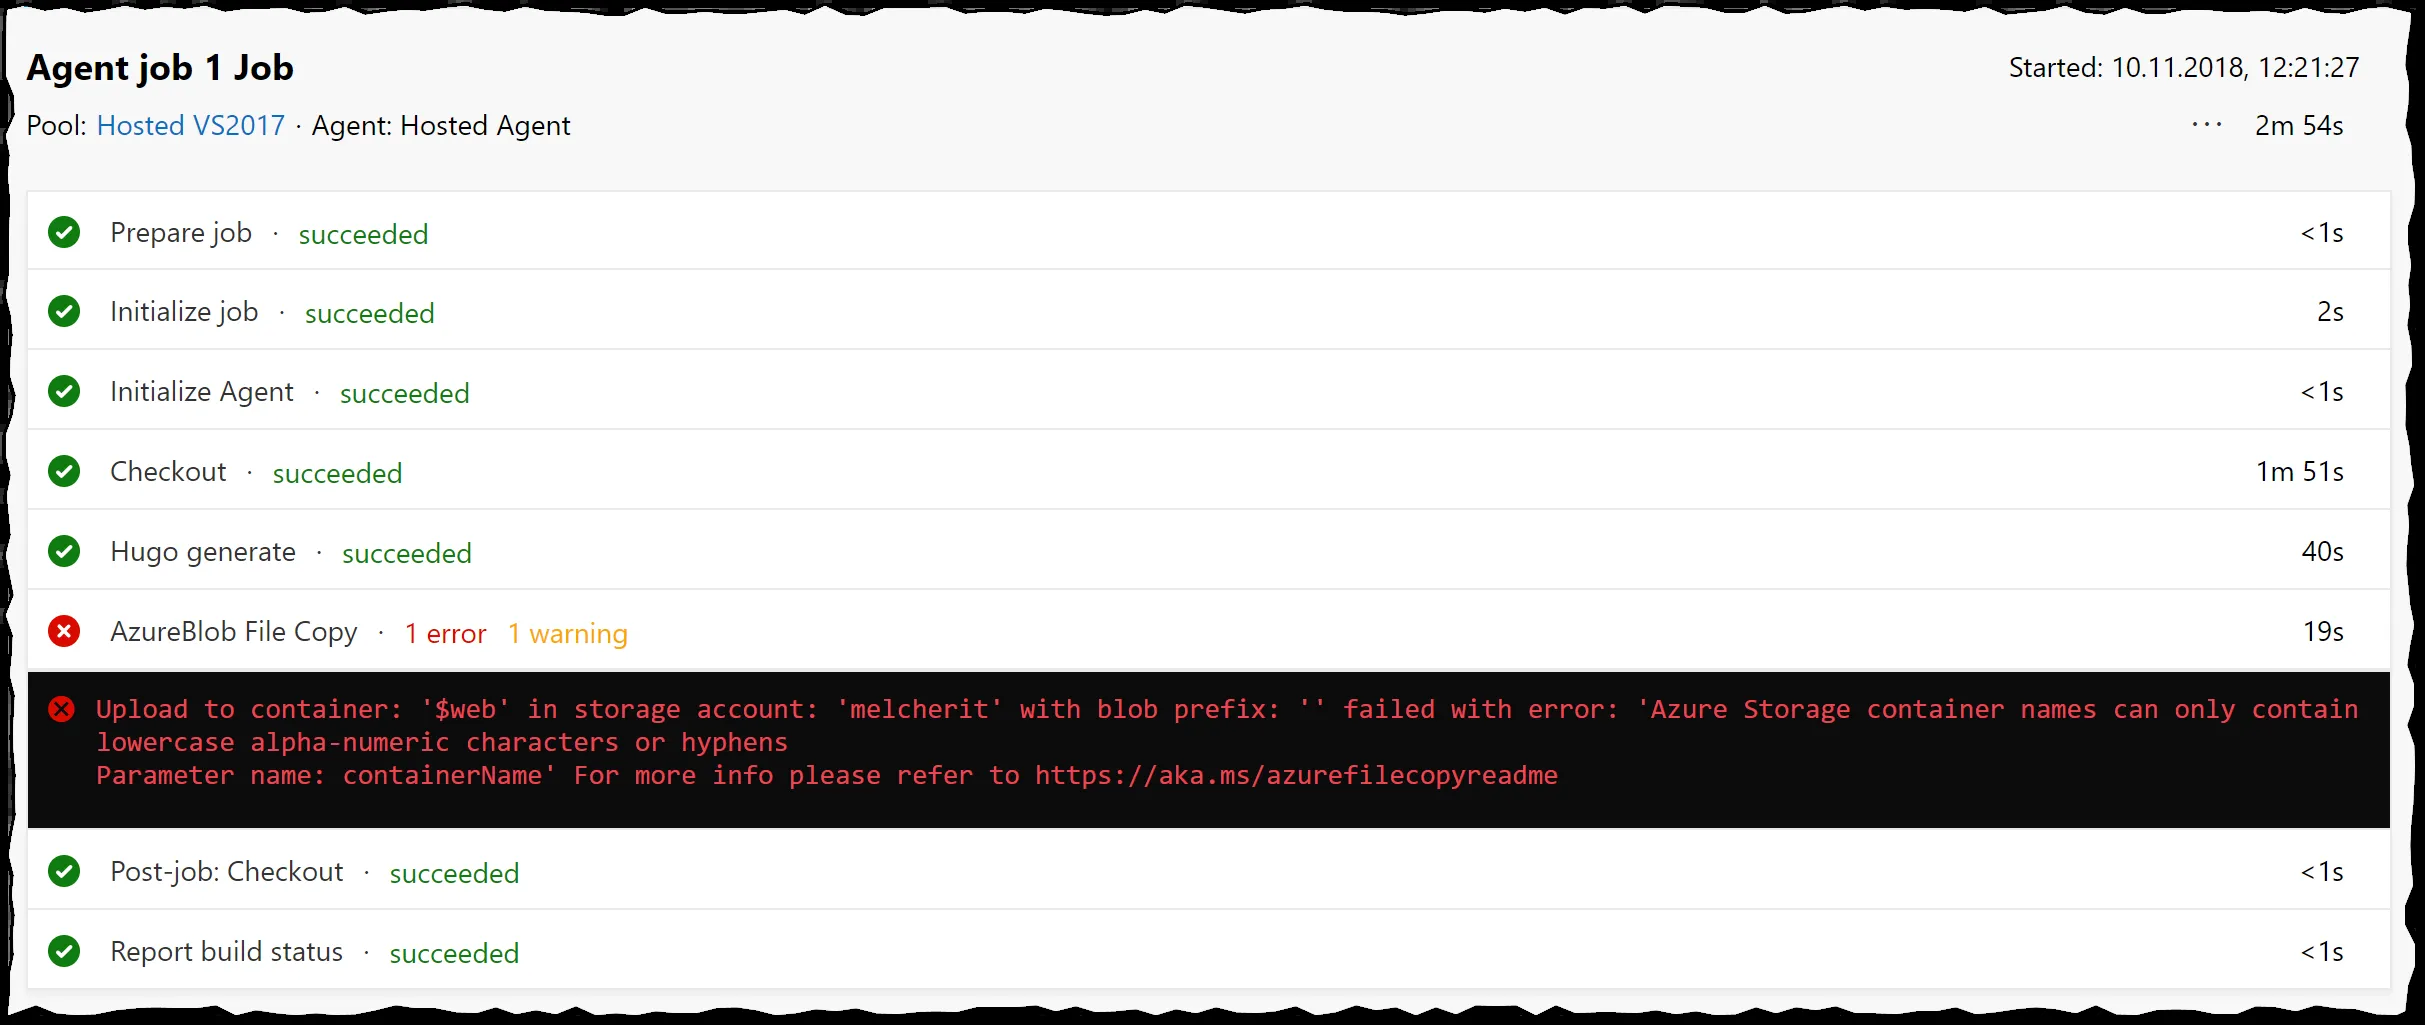 Agent job 1 Job
Started: 10.11.2018, 12:21:27
Pool: Hosted VS2017 · Agent: Hosted Agent
··· 2m 54s
Prepare job · succeeded <1s
Initialize job · succeeded 2s
Initialize Agent · succeeded <1s
Checkout · succeeded 1m 51s
Hugo generate · succeeded 40s
AzureBlob File Copy · 1 error 1 warning 19s
Upload to container: '$web' in storage account: 'melcherit' with blob prefix: '' failed with error: 'Azure Storage container names can only contain
lowercase alpha-numeric characters or hyphens
Parameter name: containerName' For more info please refer to https://aka.ms/azurefilecopyreadme
Post-job: Checkout · succeeded <1s
Report build status · succeeded <1s